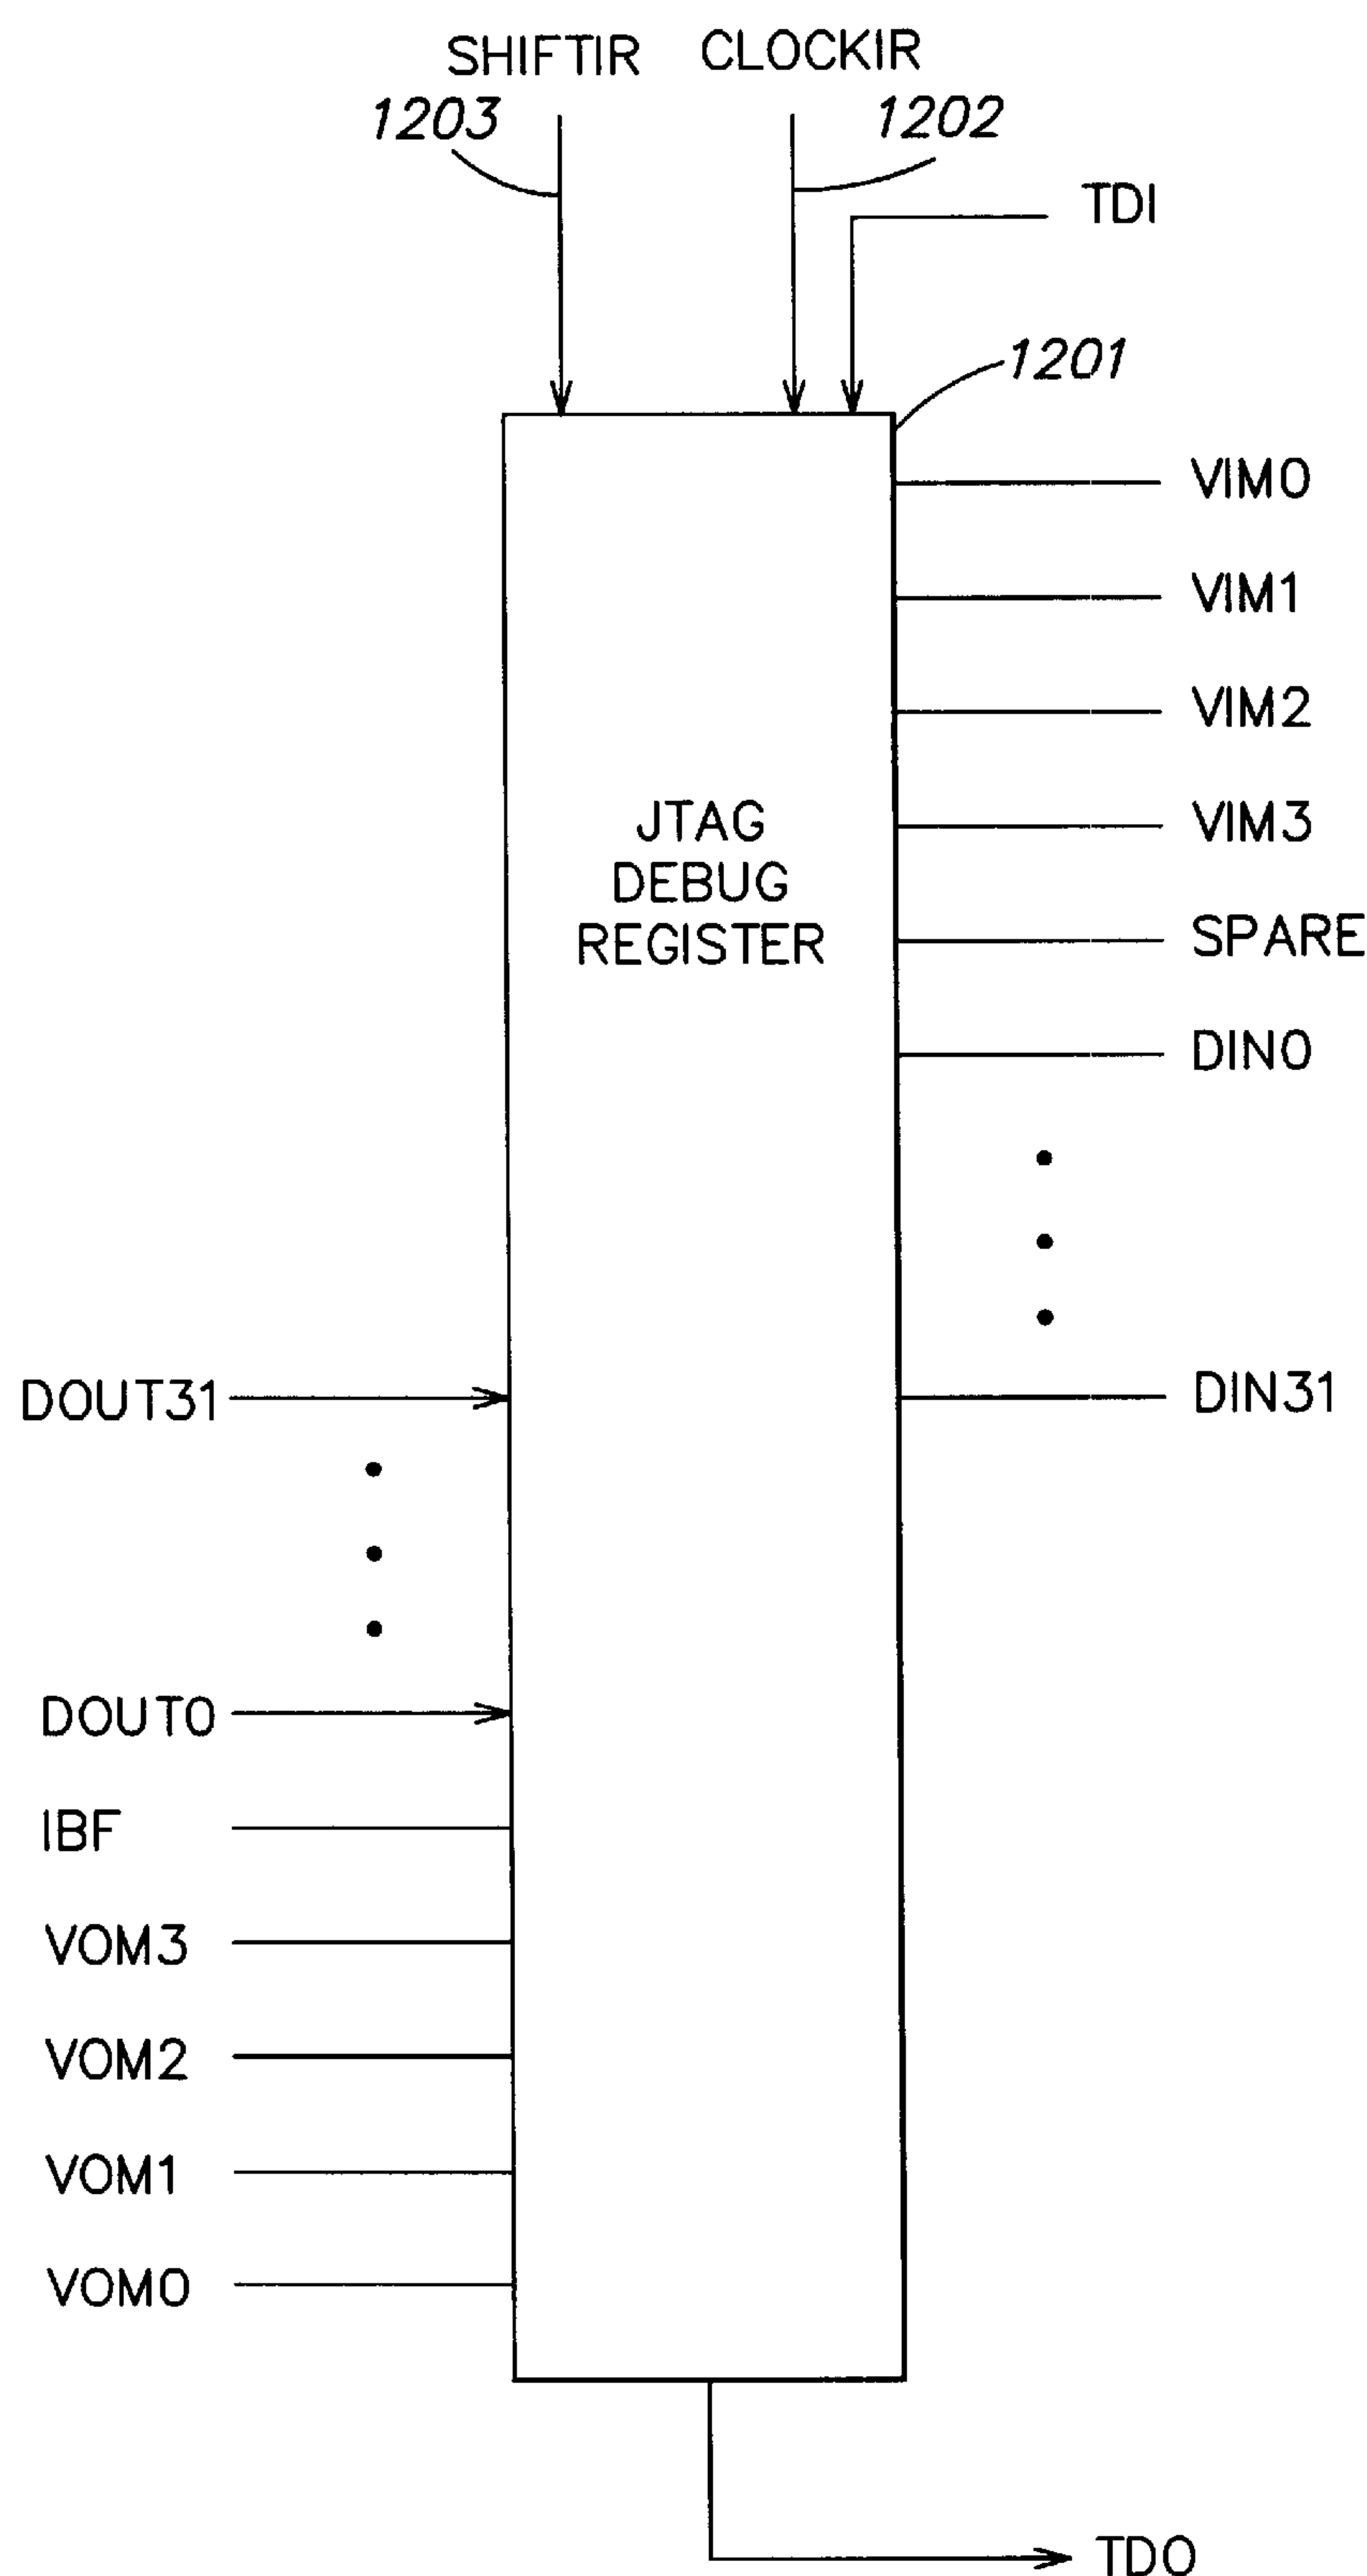 SHIFTIR
CLOCKIR
1203
1202
TDI
1201
VIM0
VIM1
VIM2
VIM3
JTAG
DEBUG
REGISTER
SPARE
DIN0
DOUT31
DIN31
DOUT0
IBF
VOM3
VOM2
VOM1
VOM0
TDO